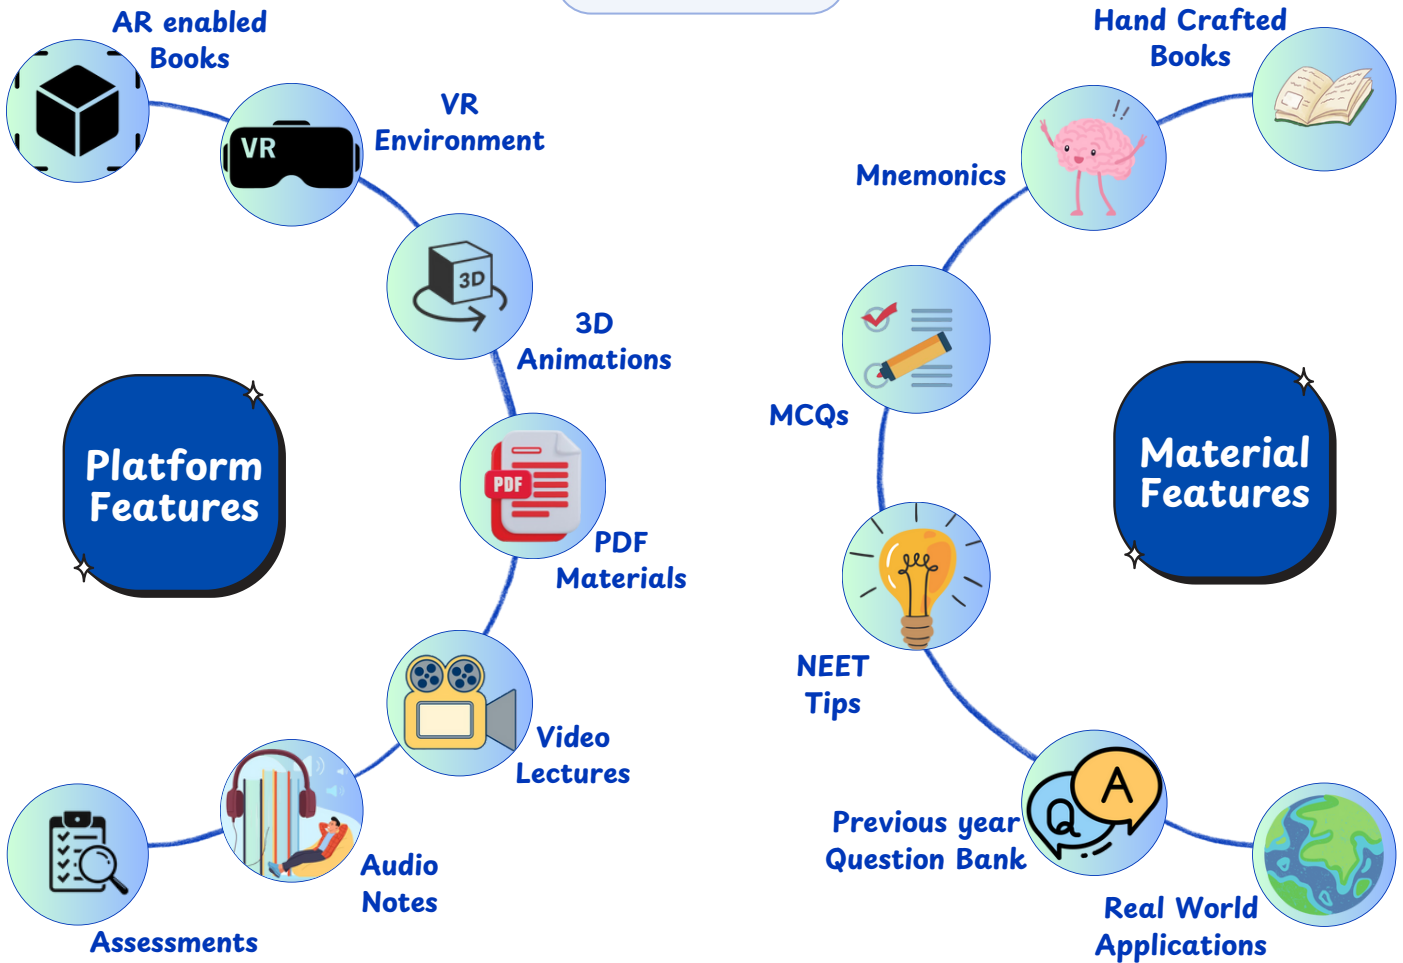 AR enabled
Books
VR
VR
Environment
3D
3D
Animations
Platform
Features
PDF
PDF
Materials
Video
Lectures
Audio
Notes
Assessments
Hand Crafted
Books
!!
Mnemonics
MCQs
Material
Features
NEET
Tips
Q
A
Previous year
Question Bank
Real World
Applications